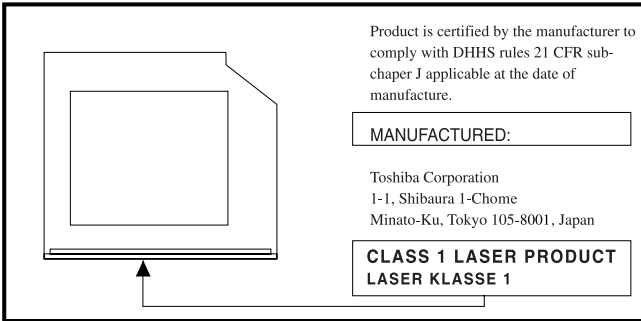 Product is certified by the manufacturer to
comply with DHHS rules 21 CFR sub-
chaper J applicable at the date of
manufacture.
MANUFACTURED:
Toshiba Corporation
1-1, Shibaura 1-Chome
Minato-Ku, Tokyo 105-8001, Japan
CLASS 1 LASER PRODUCT
LASER KLASSE 1